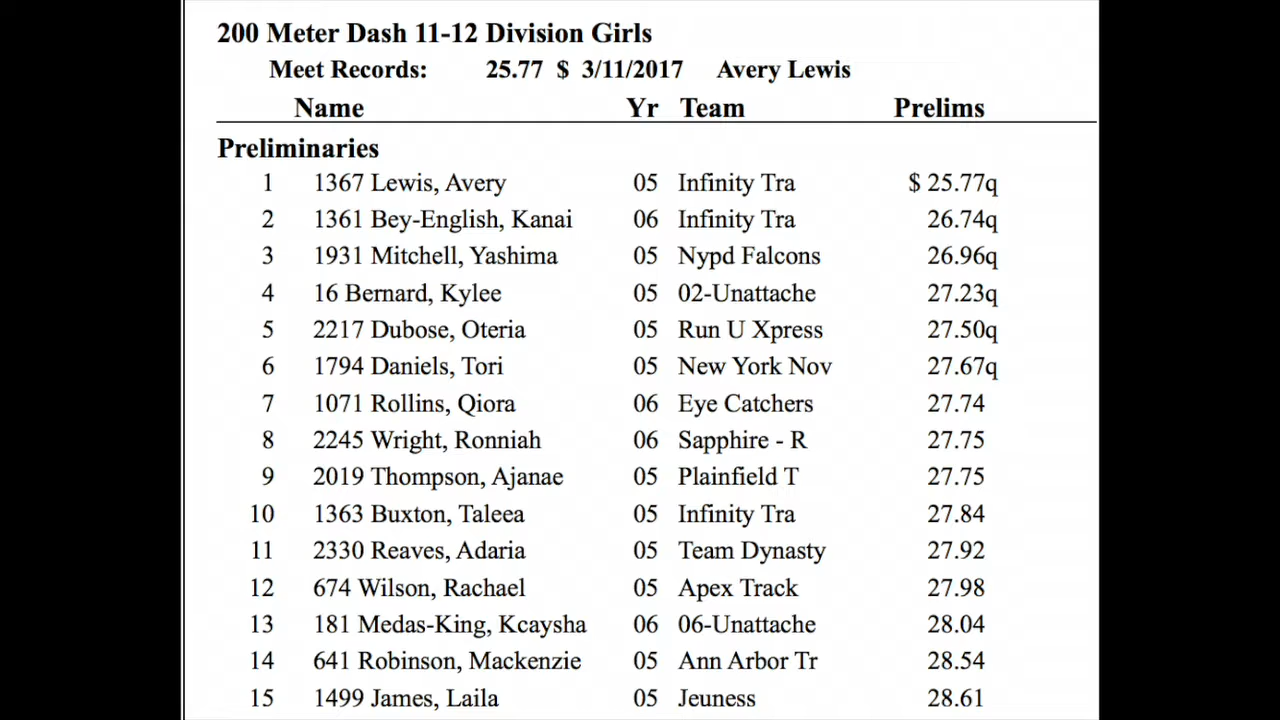 200 Meter Dash 11-12 Division Girls
Meet Records: 25.77 $ 3/11/2017 Avery Lewis
Name Yr Team Prelims
Preliminaries
1 1367 Lewis, Avery 05 Infinity Tra $ 25.77q
2 1361 Bey-English, Kanai 06 Infinity Tra 26.74q
3 1931 Mitchell, Yashima 05 Nypd Falcons 26.96q
4 16 Bernard, Kylee 05 02-Unattache 27.23q
5 2217 Dubose, Oteria 05 Run U Xpress 27.50q
6 1794 Daniels, Tori 05 New York Nov 27.67q
7 1071 Rollins, Qiora 06 Eye Catchers 27.74
8 2245 Wright, Ronniah 06 Sapphire - R 27.75
9 2019 Thompson, Ajanae 05 Plainfield T 27.75
10 1363 Buxton, Taleea 05 Infinity Tra 27.84
11 2330 Reaves, Adaria 05 Team Dynasty 27.92
12 674 Wilson, Rachael 05 Apex Track 27.98
13 181 Medas-King, Kcaysha 06 06-Unattache 28.04
14 641 Robinson, Mackenzie 05 Ann Arbor Tr 28.54
15 1499 James, Laila 05 Jeuness 28.61